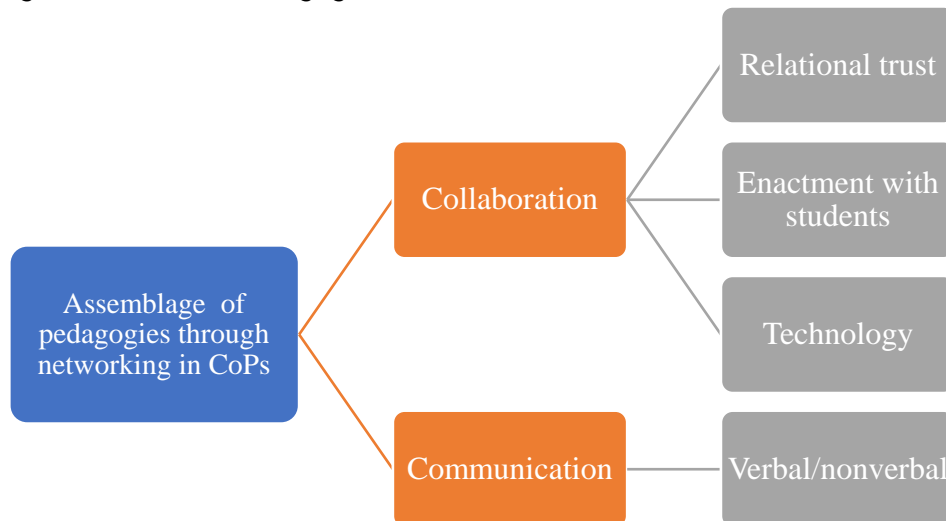 Relational trust
Collaboration
Enactment with
students
Assemblage of
pedagogies through
networking in CoPs
Technology
Communication
Verbal/nonverbal